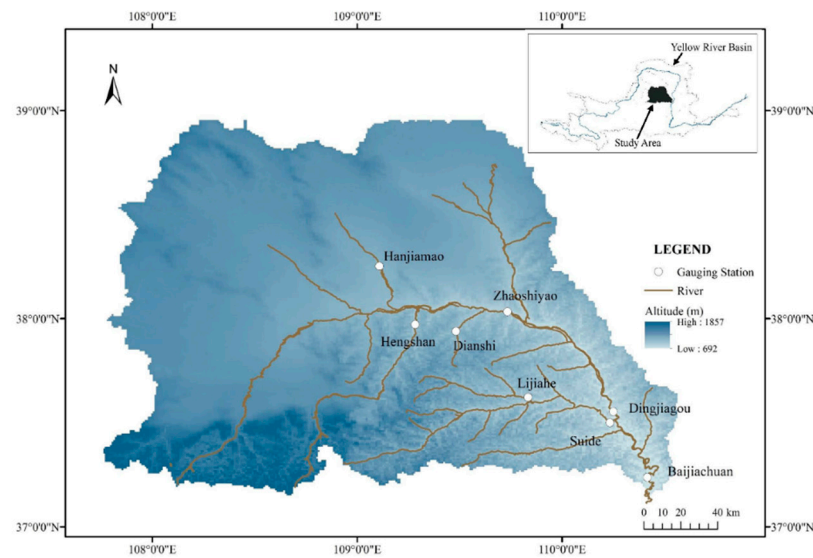 108°0'0"E
109°0'0"E
110°0'0"E
N
Yellow River Basin
Study Area
39°0'0"N
39°0'0"N
LEGEND
Gauging Station
River
Altitude (m)
High : 1857
Low : 692
Hanjiamao
Zhaoshiyao
38°0'0"N
38°0'0"N
Hengshan
Dianshi
Lijiahe
Dingjiagou
Suide
Baijiachuan
0 5 10 20 30 40 km
37°0'0"N
37°0'0"N
108°0'0"E
109°0'0"E
110°0'0"E